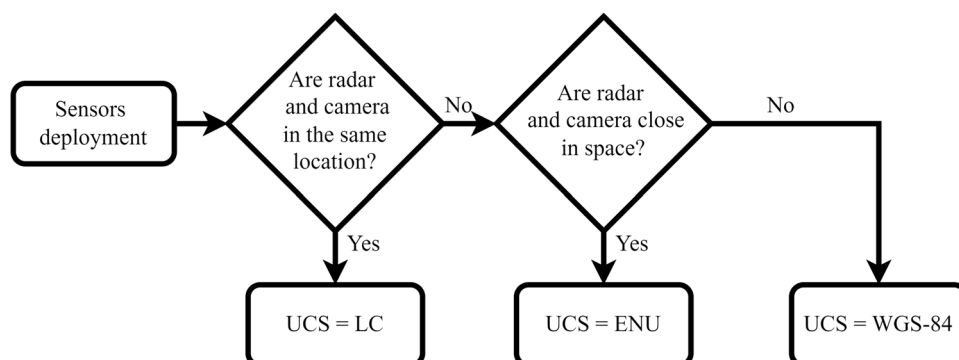 Sensors
deployment
Are radar
and camera
in the same
location?
No
Are radar
and camera close
in space?
No
Yes
Yes
UCS = LC
UCS = ENU
UCS = WGS-84